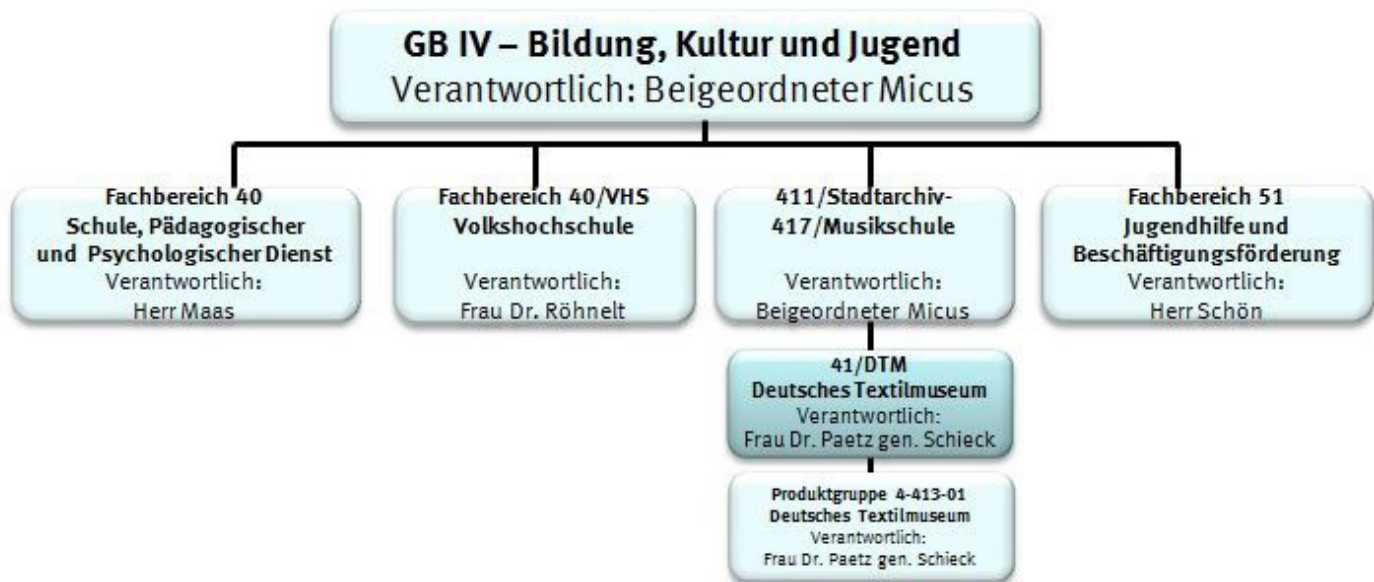 GB IV – Bildung, Kultur und Jugend
Verantwortlich: Beigeordneter Micus
Fachbereich 40
Schule, Pädagogischer
und Psychologischer Dienst
Verantwortlich:
Herr Maas
Fachbereich 40/VHS
Volkshochschule
Verantwortlich:
Frau Dr. Röhnelt
411/Stadtarchiv-
417/Musikschule
Verantwortlich:
Beigeordneter Micus
Fachbereich 51
Jugendhilfe und
Beschäftigungsförderung
Verantwortlich:
Herr Schön
41/DTM
Deutsches Textilmuseum
Verantwortlich:
Frau Dr. Paetz gen. Schieck
Produktgruppe 4-413-01
Deutsches Textilmuseum
Verantwortlich:
Frau Dr. Paetz gen. Schieck